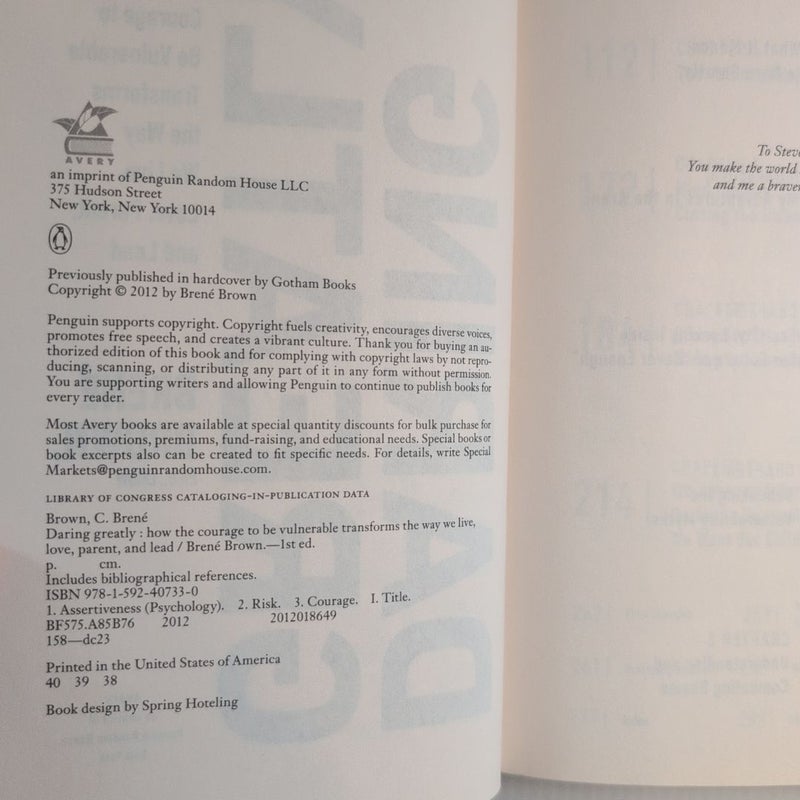 AVERY
an imprint of Penguin Random House LLC
375 Hudson Street
New York, New York 10014
Previously published in hardcover by Gotham Books
Copyright © 2012 by Brené Brown
Penguin supports copyright. Copyright fuels creativity, encourages diverse voices,
promotes free speech, and creates a vibrant culture. Thank you for buying an au-
thorized edition of this book and for complying with copyright laws by not repro-
ducing, scanning, or distributing any part of it in any form without permission.
You are supporting writers and allowing Penguin to continue to publish books for
every reader.
Most Avery books are available at special quantity discounts for bulk purchase for
sales promotions, premiums, fund-raising, and educational needs. Special books or
book excerpts also can be created to fit specific needs. For details, write Special
Markets@penguinrandomhouse.com.
LIBRARY OF CONGRESS CATALOGING-IN-PUBLICATION DATA
Brown, C. Brené
Daring greatly : how the courage to be vulnerable transforms the way we live,
love, parent, and lead / Brené Brown.—1st ed.
p. cm.
Includes bibliographical references.
ISBN 978-1-592-40733-0
1. Assertiveness (Psychology). 2. Risk. 3. Courage. I. Title.
BF575.A85B76 2012 2012018649
158—dc23
Printed in the United States of America
40 39 38
Book design by Spring Hoteling
To Steve
You make the world
and me a braver